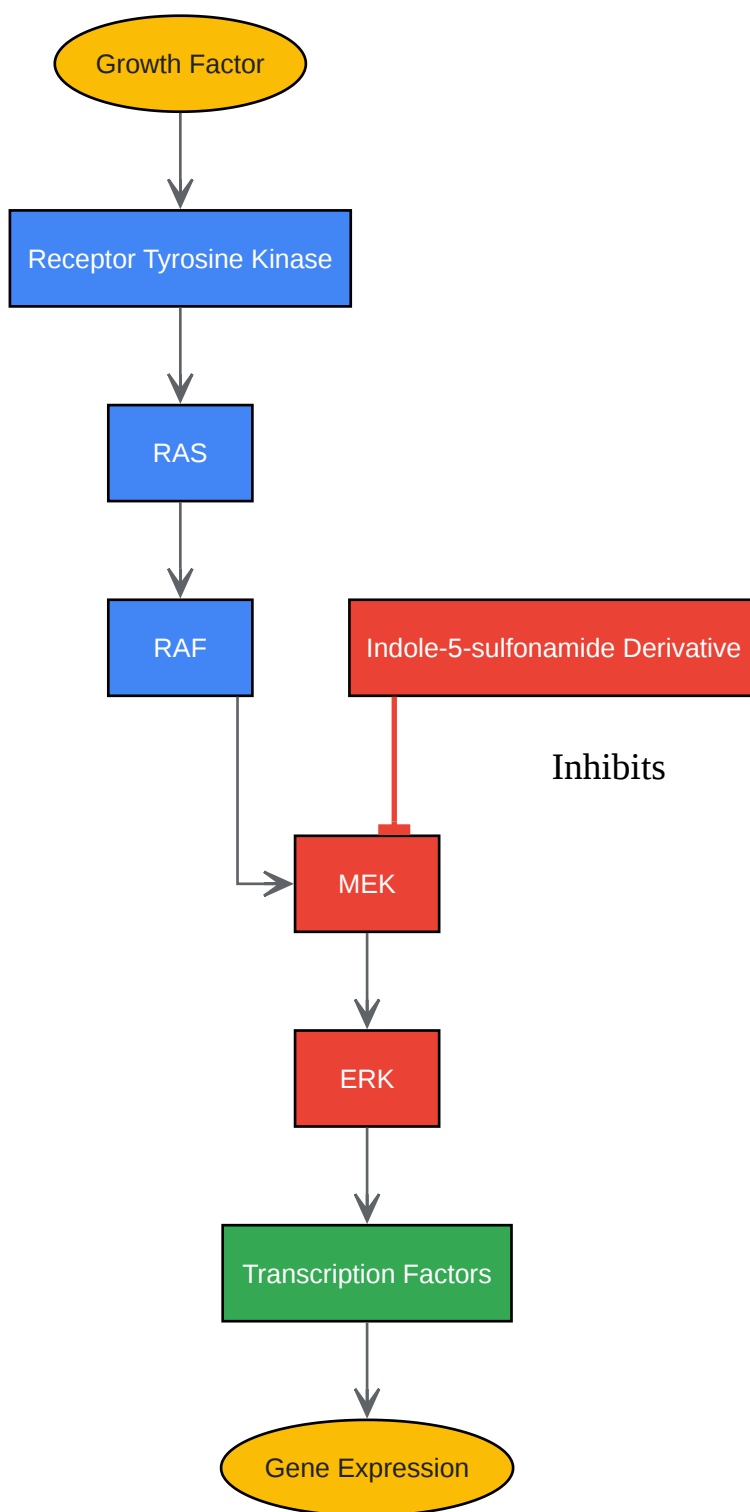 Growth Factor
Receptor Tyrosine Kinase
RAS
RAF
Indole-5-sulfonamide Derivative
Inhibits
MEK
ERK
Transcription Factors
Gene Expression